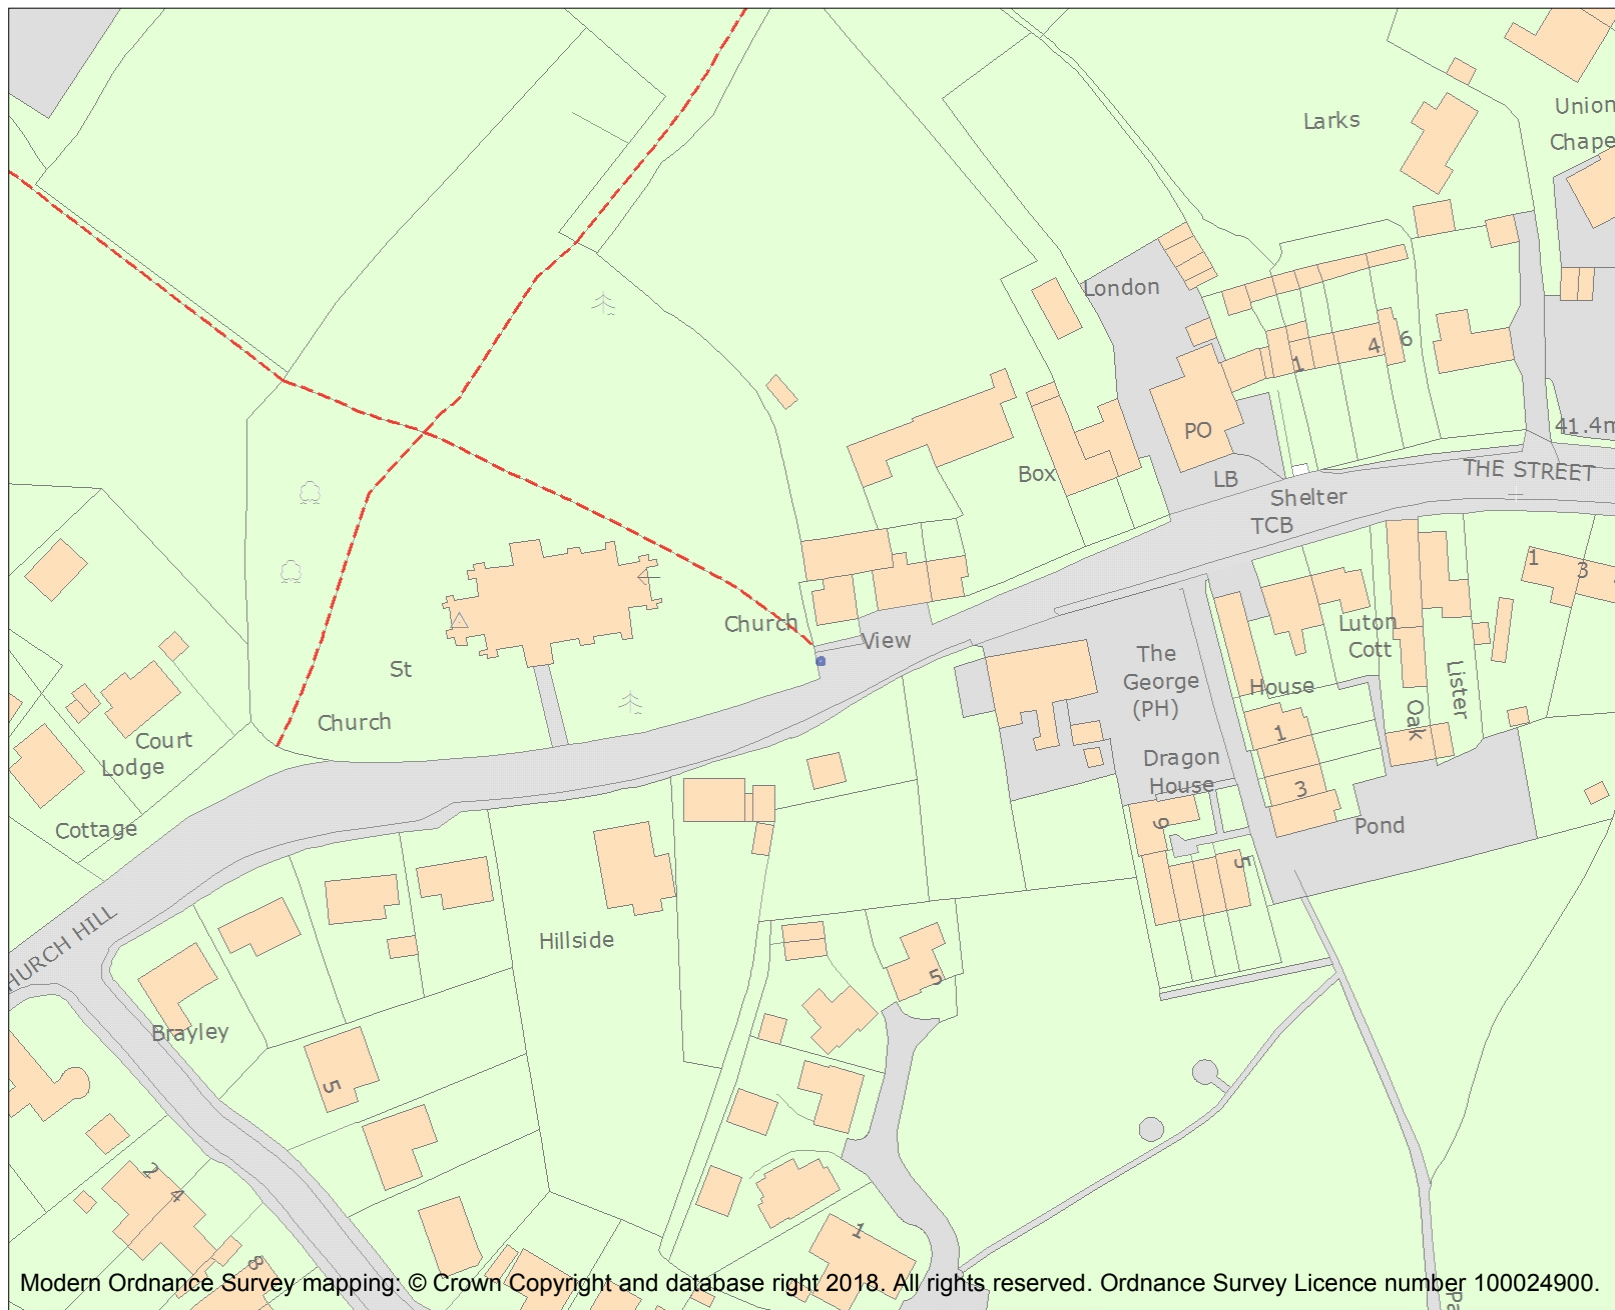 Union
Larks
Chape
London
1
4
6
PO
41.4m
Box
LB
THE STREET
Shelter
TCB
1
3
Church
View
Luton
Cott
The
George
(PH)
St
House
Lister
Church
Oak
1
Court
Lodge
Dragon
House
3
Cottage
9
Pond
5
HURCH HILL
Hillside
5
Brayley
5
2
4
1
8
Modern Ordnance Survey mapping: © Crown Copyright and database right 2018. All rights reserved. Ordnance Survey Licence number 100024900.